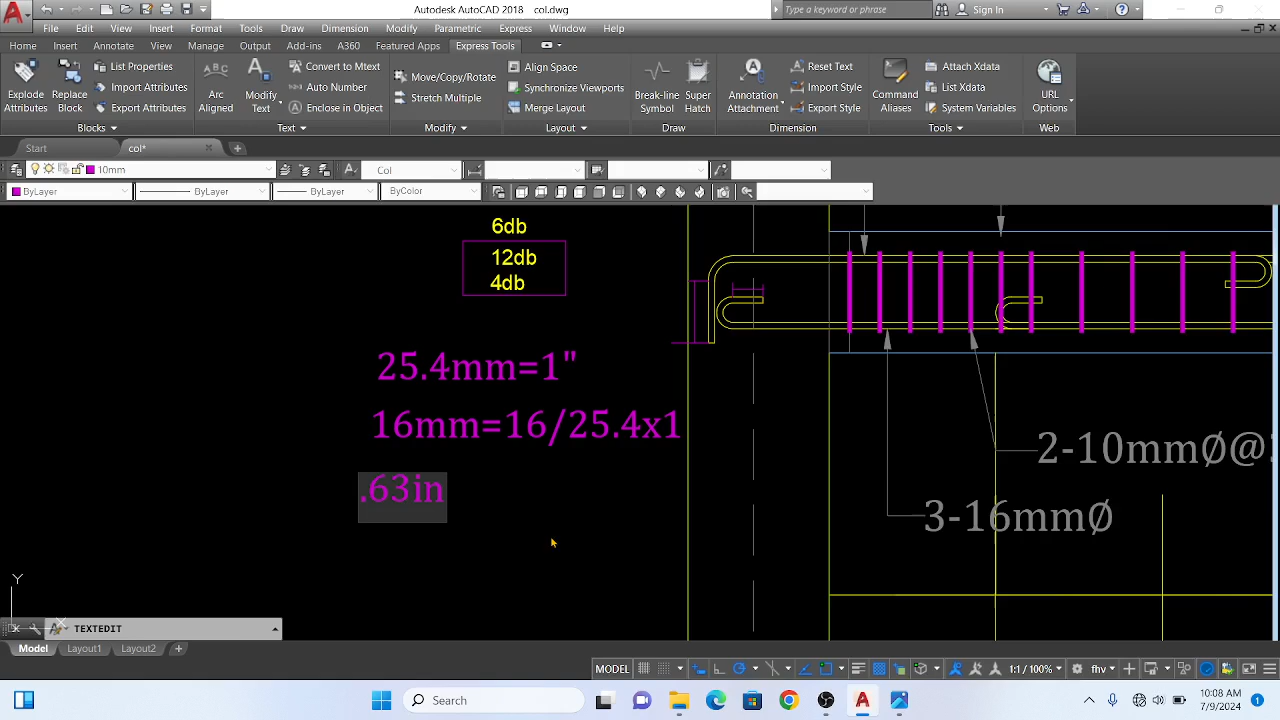 Autodesk AutoCAD 2018 col.dwg
Type a keyword or phrase
Sign In
File Edit View Insert Format Tools Draw Dimension Modify Parametric Express Window Help
Home Insert Annotate View Manage Output Add-ins A360 Featured Apps Express Tools
Explode Attributes
Replace Block
List Properties
Import Attributes
Export Attributes
Blocks
Arc Aligned
Modify Text
Convert to Mtext
Auto Number
Enclose in Object
Text
Move/Copy/Rotate
Stretch Multiple
Modify
Align Space
Synchronize Viewports
Merge Layout
Layout
Break-line Symbol
Super Hatch
Draw
Annotation Attachment
Reset Text
Import Style
Export Style
Dimension
Command Aliases
Attach Xdata
List Xdata
System Variables
Tools
URL Options
Web
Start col*
10mm
Col
ByLayer ByLayer ByLayer ByColor
6db
12db
4db
25.4mm=1"
16mm=16/25.4x1
.63in
2-10mmØ@
3-16mmØ
Y
TEXTEDIT
Model Layout1 Layout2
MODEL 1:1/100% fhv
Search
10:08 AM
7/9/2024
1